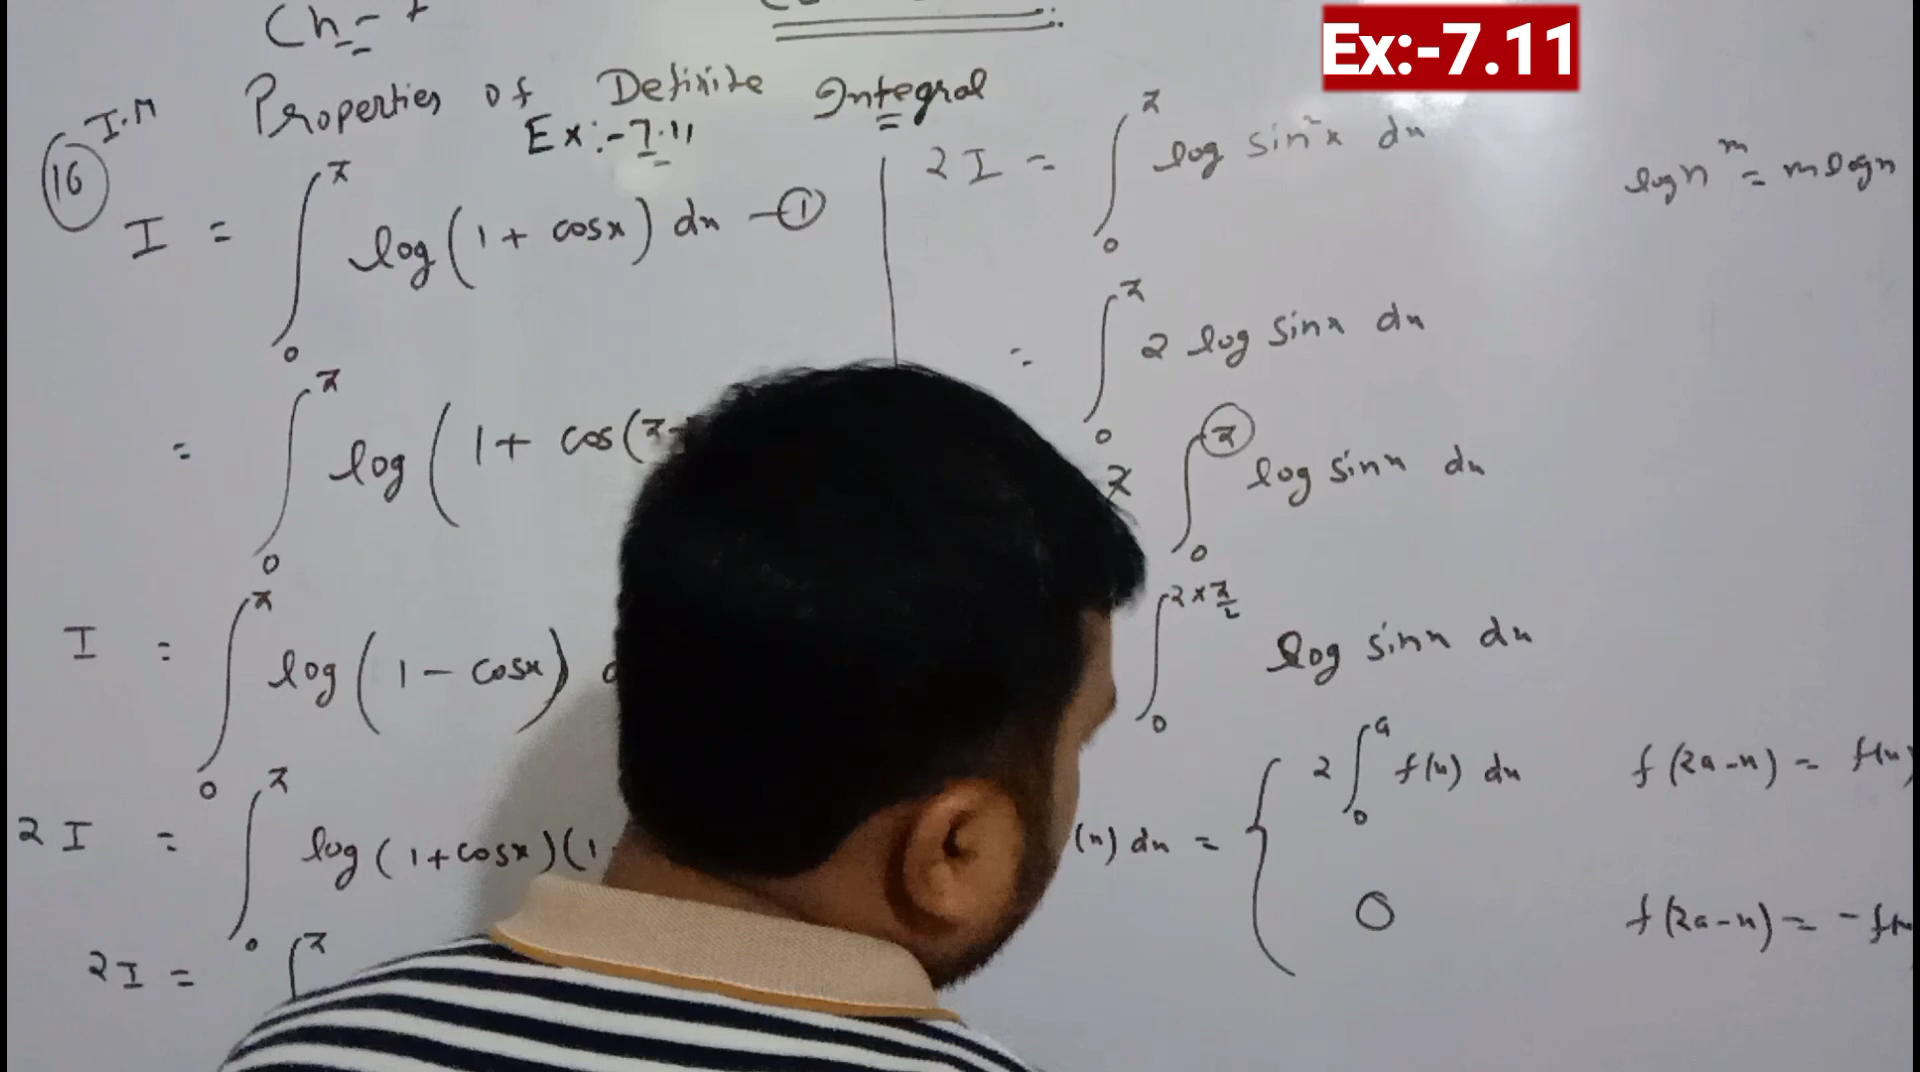 Ch-
Ex:-7.11
Properties of Definite Integral
Ex:-7.11
16 I.M
I = ∫₀^π log(1 + cosx) dx —①
= ∫₀^π log(1 + cos(π-
I = ∫₀^π log(1 - cosx)
2I = ∫₀^π log(1+cosx)(1
2I = ∫^π
2I = ∫₀^π log sin²x dx
log n^m = m log n
= ∫₀^π 2 log sinx dx
2 ∫₀^π log sinx dx
∫₀^(2×π/2) log sinx dx
(x) dx = { 2∫₀^a f(x) dx f(2a-x) = f(x)
0 f(2a-x) = -f(x